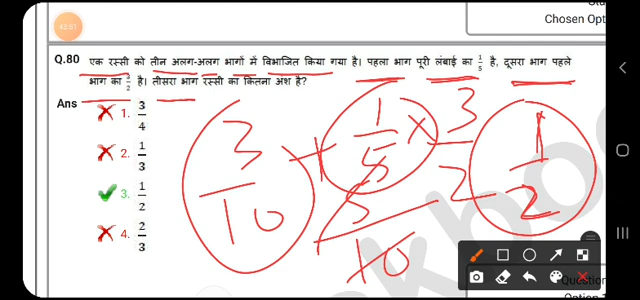 02:51
Chosen Opt
Q.80 एक रस्सी को तीन अलग-अलग भागों में विभाजित किया गया है। पहला भाग पूरी लंबाई का 1/5 है, दूसरा भाग पहले
भाग का 3/2 है। तीसरा भाग रस्सी का कितना अंश है?
Ans
1. 3/4
2. 1/3
3. 1/2
4. 2/3
3/10 + 1/5 × 3/2
5/10
1/2